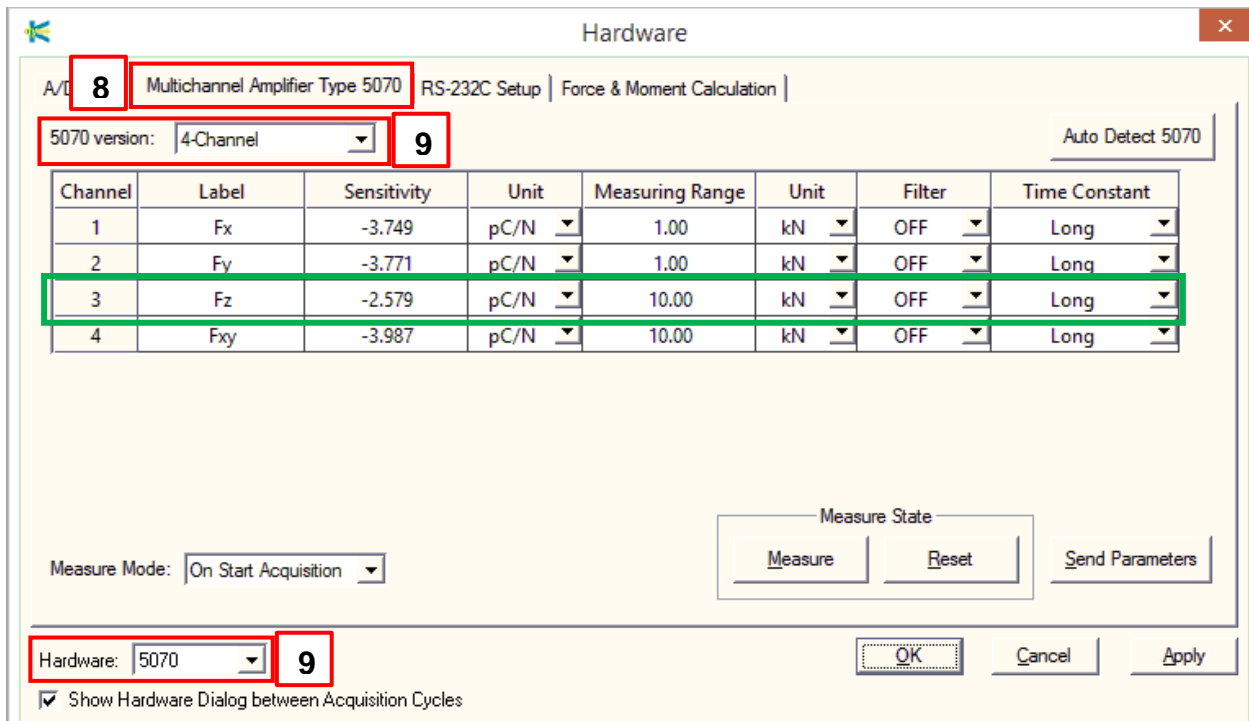 Hardware
A/D 8 Multichannel Amplifier Type 5070 RS-232C Setup Force & Moment Calculation
5070 version: 4-Channel 9 Auto Detect 5070
Channel Label Sensitivity Unit Measuring Range Unit Filter Time Constant
1 Fx -3.749 pC/N 1.00 kN OFF Long
2 Fy -3.771 pC/N 1.00 kN OFF Long
3 Fz -2.579 pC/N 10.00 kN OFF Long
4 Fxy -3.987 pC/N 10.00 kN OFF Long
Measure State
Measure Mode: On Start Acquisition Measure Reset Send Parameters
Hardware: 5070 9 OK Cancel Apply
Show Hardware Dialog between Acquisition Cycles